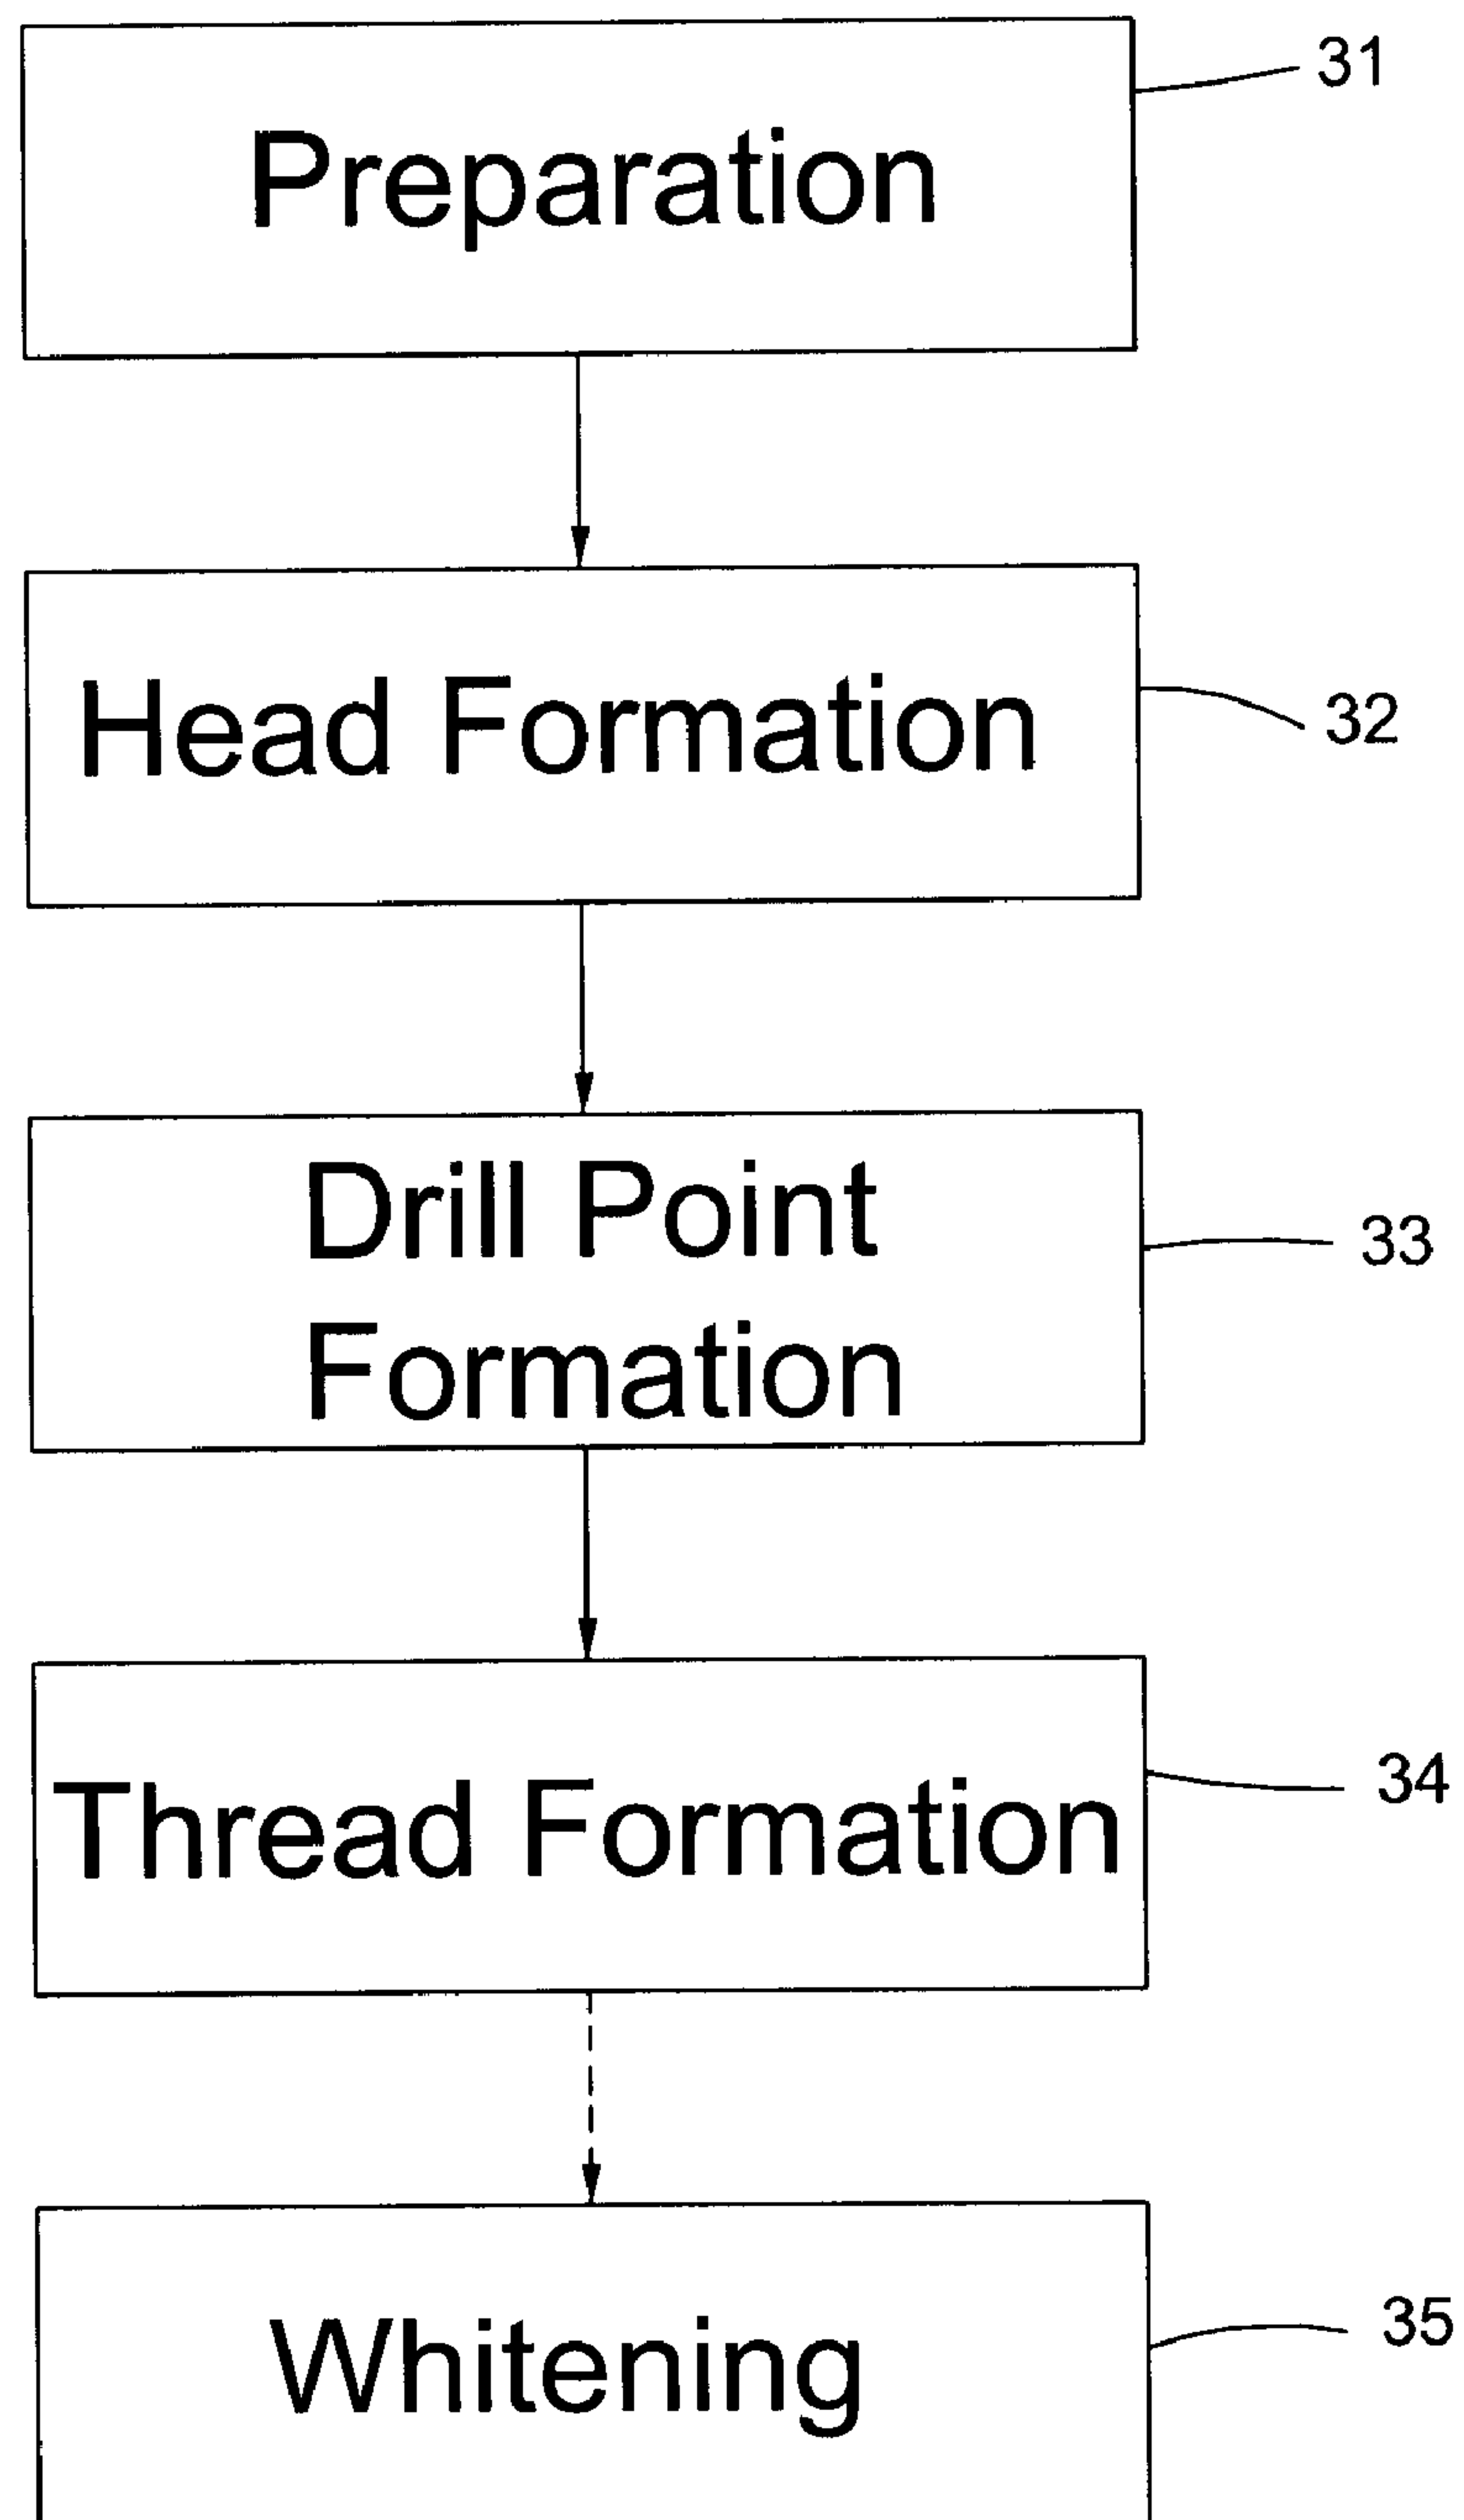 Preparation
31
Head Formation
32
Drill Point
Formation
33
Thread Formation
34
Whitening
35